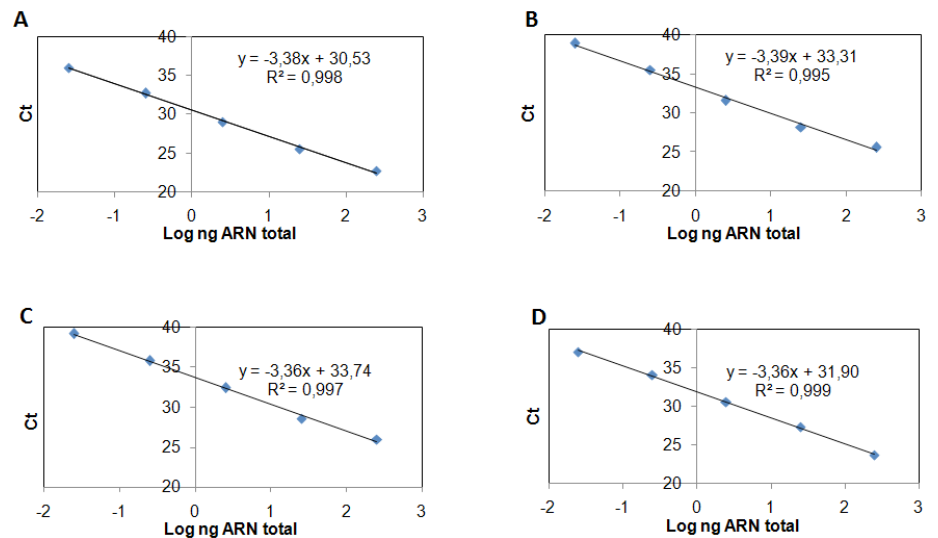 A
40
35
30
25
20
y = -3,38x + 30,53
R² = 0,998
Ct
-2 -1 0 1 2 3
Log ng ARN total
B
40
35
30
25
20
y = -3,39x + 33,31
R² = 0,995
Ct
-2 -1 0 1 2 3
Log ng ARN total
C
40
35
30
25
20
y = -3,36x + 33,74
R² = 0,997
Ct
-2 -1 0 1 2 3
Log ng ARN total
D
40
35
30
25
20
y = -3,36x + 31,90
R² = 0,999
Ct
-2 -1 0 1 2 3
Log ng ARN total